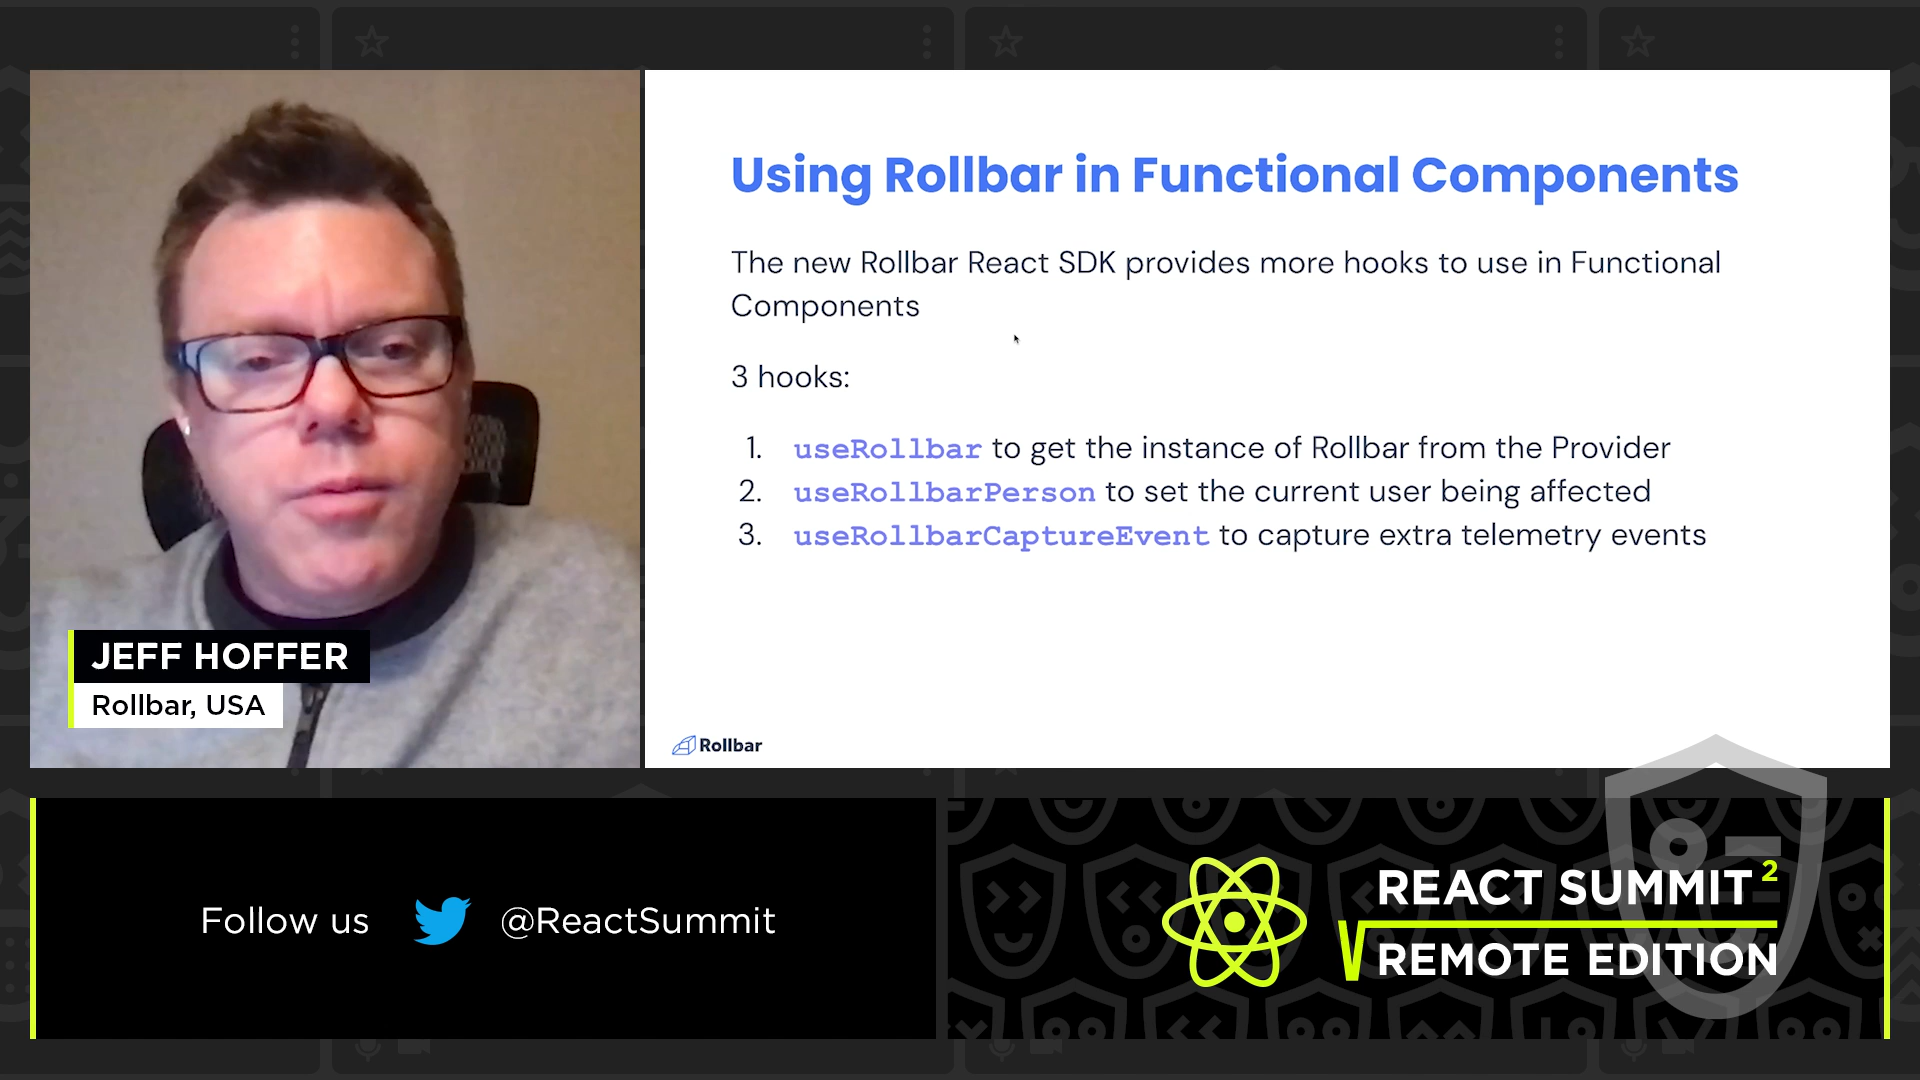 Using Rollbar in Functional Components
The new Rollbar React SDK provides more hooks to use in Functional
Components
3 hooks:
1. useRollbar to get the instance of Rollbar from the Provider
2. useRollbarPerson to set the current user being affected
3. useRollbarCaptureEvent to capture extra telemetry events
Rollbar
JEFF HOFFER
Rollbar, USA
Follow us @ReactSummit
REACT SUMMIT²
REMOTE EDITION